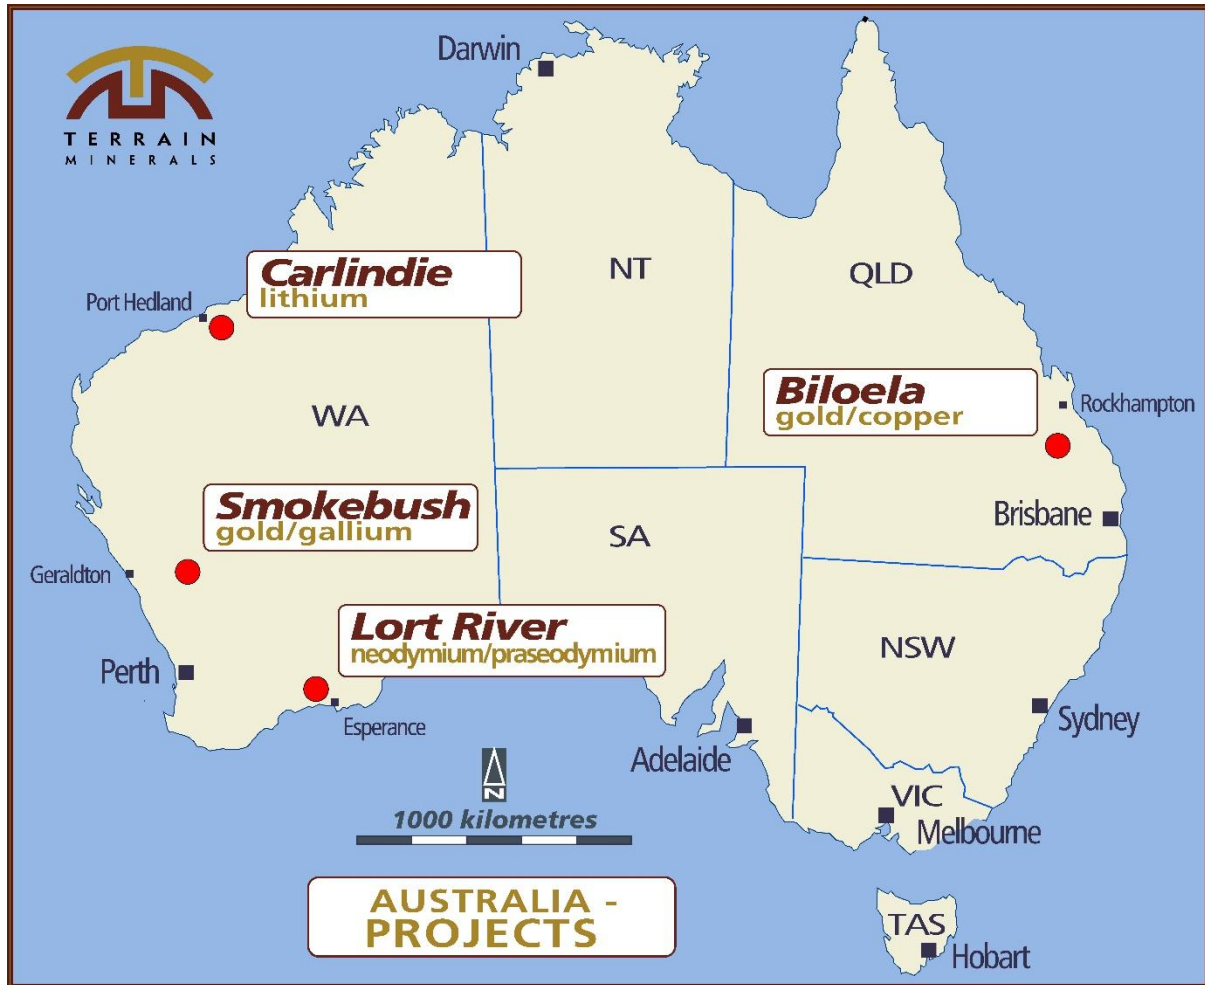 TERRAIN
MINERALS
Darwin
Carlindie
lithium
Port Hedland
NT
QLD
WA
Biloela
gold/copper
Rockhampton
Smokebush
gold/gallium
Brisbane
SA
Geraldton
Lort River
neodymium/praseodymium
NSW
Perth
Esperance
Sydney
Adelaide
N
1000 kilometres
VIC
Melbourne
AUSTRALIA -
PROJECTS
TAS
Hobart